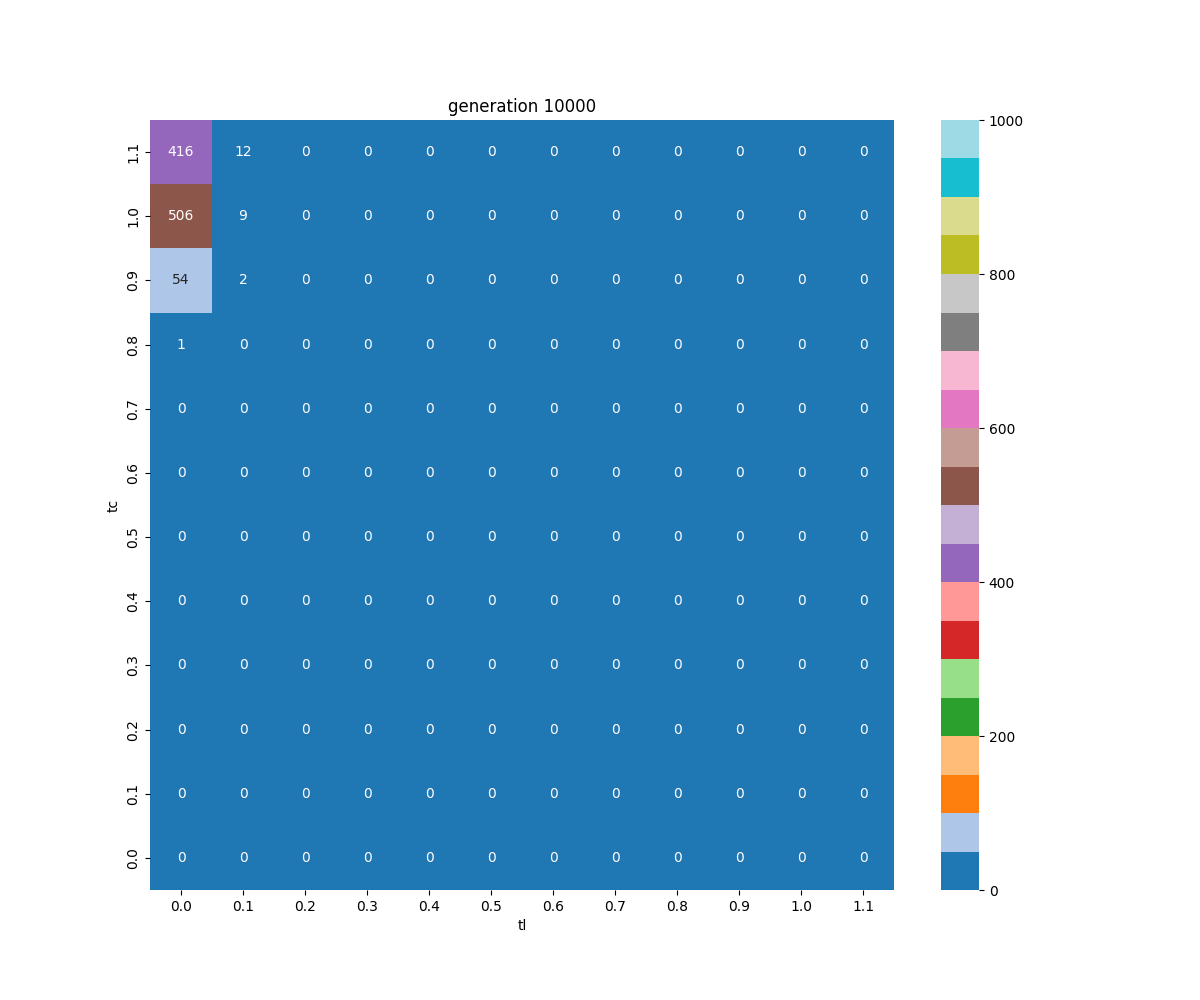 generation 10000
1.1 416 12 0 0 0 0 0 0 0 0 0 0
1.0 506 9 0 0 0 0 0 0 0 0 0 0
0.9 54 2 0 0 0 0 0 0 0 0 0 0
0.8 1 0 0 0 0 0 0 0 0 0 0 0
0.7 0 0 0 0 0 0 0 0 0 0 0 0
0.6 0 0 0 0 0 0 0 0 0 0 0 0
tc
0.5 0 0 0 0 0 0 0 0 0 0 0 0
0.4 0 0 0 0 0 0 0 0 0 0 0 0
0.3 0 0 0 0 0 0 0 0 0 0 0 0
0.2 0 0 0 0 0 0 0 0 0 0 0 0
0.1 0 0 0 0 0 0 0 0 0 0 0 0
0.0 0 0 0 0 0 0 0 0 0 0 0 0
0.0 0.1 0.2 0.3 0.4 0.5 0.6 0.7 0.8 0.9 1.0 1.1
tl
1000
800
600
400
200
0